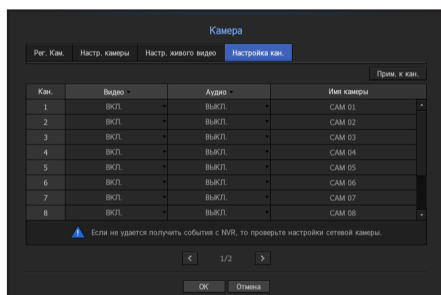 Камера
Рег. Кам. Настр. камеры Настр. живого видео Настройка кан.
Прим. к кан.
Кан. Видео Аудио Имя камеры
1 ВКЛ. ВЫКЛ. CAM 01
2 ВКЛ. ВЫКЛ. CAM 02
3 ВКЛ. ВЫКЛ. CAM 03
4 ВКЛ. ВЫКЛ. CAM 04
5 ВКЛ. ВЫКЛ. CAM 05
6 ВКЛ. ВЫКЛ. CAM 06
7 ВКЛ. ВЫКЛ. CAM 07
8 ВКЛ. ВЫКЛ. CAM 08
Если не удается получить события с NVR, то проверьте настройки сетевой камеры.
< 1/2 >
OK Отмена